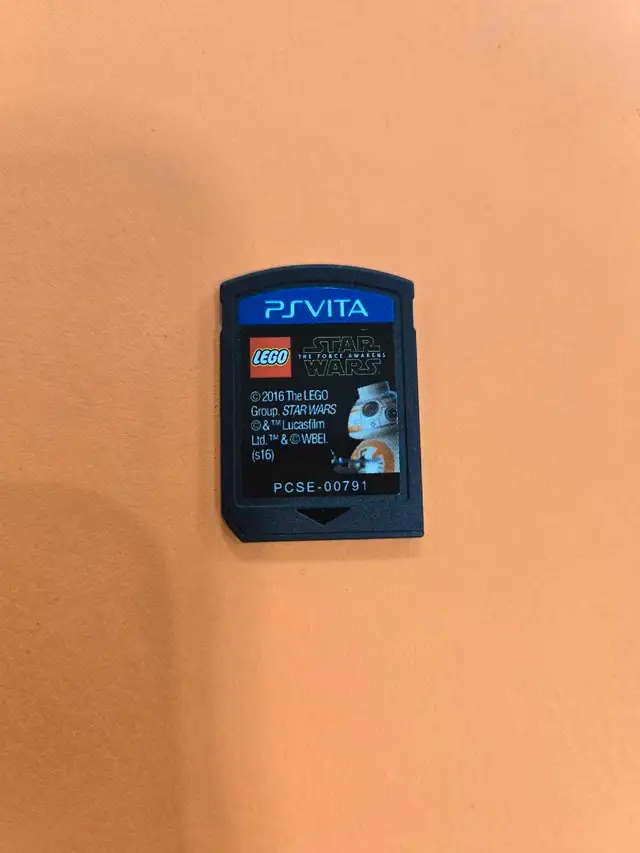 PSVITA
LEGO
STAR
THE FORCE AWAKENS
WARS
© 2016 The LEGO
Group. STAR WARS
© & ™ Lucasfilm
Ltd. ™ & © WBEI.
(s16)
PCSE-00791